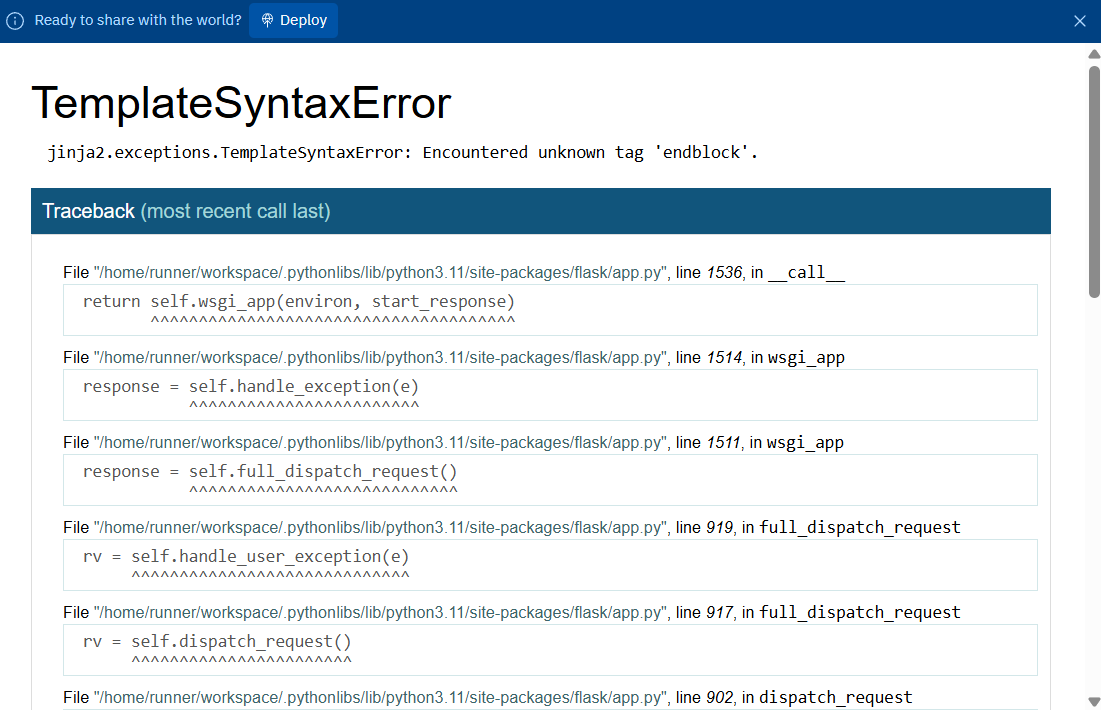 Ready to share with the world? Deploy
TemplateSyntaxError
jinja2.exceptions.TemplateSyntaxError: Encountered unknown tag 'endblock'.
Traceback (most recent call last)
File "/home/runner/workspace/.pythonlibs/lib/python3.11/site-packages/flask/app.py", line 1536, in __call__
return self.wsgi_app(environ, start_response)
^^^^^^^^^^^^^^^^^^^^^^^^^^^^^^^^^^^^^^
File "/home/runner/workspace/.pythonlibs/lib/python3.11/site-packages/flask/app.py", line 1514, in wsgi_app
response = self.handle_exception(e)
^^^^^^^^^^^^^^^^^^^^^^^^
File "/home/runner/workspace/.pythonlibs/lib/python3.11/site-packages/flask/app.py", line 1511, in wsgi_app
response = self.full_dispatch_request()
^^^^^^^^^^^^^^^^^^^^^^^^^^^^
File "/home/runner/workspace/.pythonlibs/lib/python3.11/site-packages/flask/app.py", line 919, in full_dispatch_request
rv = self.handle_user_exception(e)
^^^^^^^^^^^^^^^^^^^^^^^^^^^^^
File "/home/runner/workspace/.pythonlibs/lib/python3.11/site-packages/flask/app.py", line 917, in full_dispatch_request
rv = self.dispatch_request()
^^^^^^^^^^^^^^^^^^^^^^^
File "/home/runner/workspace/.pythonlibs/lib/python3.11/site-packages/flask/app.py", line 902, in dispatch_request